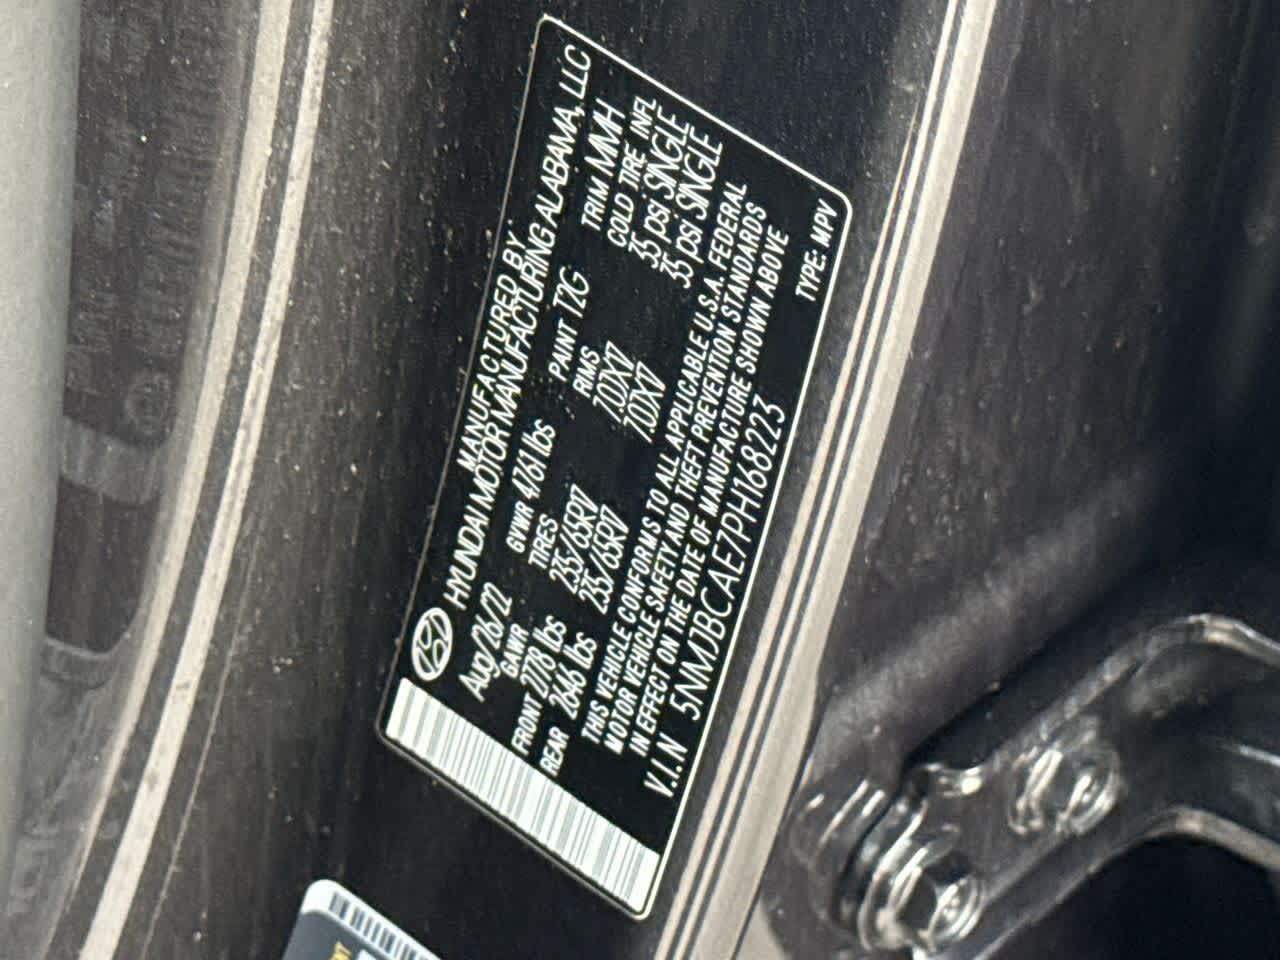 MANUFACTURED BY
HYUNDAI MOTOR MANUFACTURING ALABAMA, LLC
Aug/26/22 GVWR 4761 lbs PAINT T2G TRIM MMH
GAWR TIRES RIMS COLD TIRE INFL
FRONT 2778 lbs 235/65R17 7.0X17 35 psi SINGLE
REAR 2646 lbs 235/65R17 7.0X17 35 psi SINGLE
THIS VEHICLE CONFORMS TO ALL APPLICABLE U.S.A. FEDERAL
MOTOR VEHICLE SAFETY AND THEFT PREVENTION STANDARDS
IN EFFECT ON THE DATE OF MANUFACTURE SHOWN ABOVE
V.I.N 5NMJBCAE7PH168223 TYPE: MPV